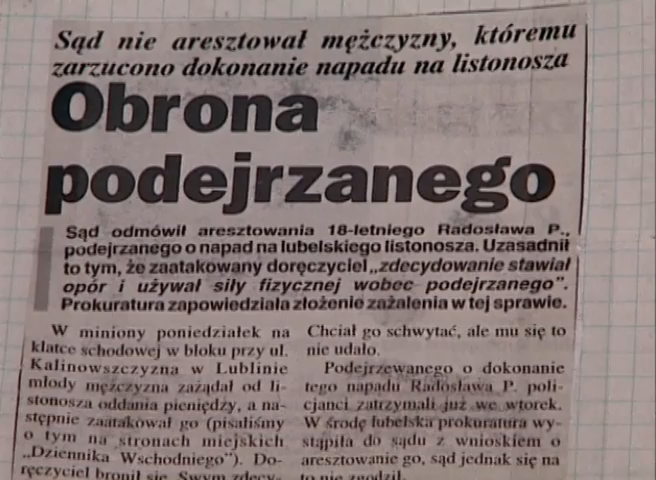 Sąd nie aresztował mężczyzny, któremu
zarzucono dokonanie napadu na listonosza
Obrona
podejrzanego
Sąd odmówił aresztowania 18-letniego Radosława P.,
podejrzanego o napad na lubelskiego listonosza. Uzasadnił
to tym, że zaatakowany doręczyciel „zdecydowanie stawiał
opór i używał siły fizycznej wobec podejrzanego".
Prokuratura zapowiedziała złożenie zażalenia w tej sprawie.
W miniony poniedziałek na
klatce schodowej w bloku przy ul.
Kalinowszczyzna w Lublinie
młody mężczyzna zażądał od li-
stonosza oddania pieniędzy, a na-
stępnie zaatakował go (pisaliśmy
o tym na stronach miejskich
„Dziennika Wschodniego"). Do-
ręczyciel bronił się. Swym zdecy-
Chciał go schwytać, ale mu się to
nie udało.
Podejrzewanego o dokonanie
tego napadu Radosława P. poli-
cjanci zatrzymali już we wtorek.
W środę lubelska prokuratura wy-
stąpiła do sądu z wnioskiem o
aresztowanie go, sąd jednak się na
to nie zgodził.